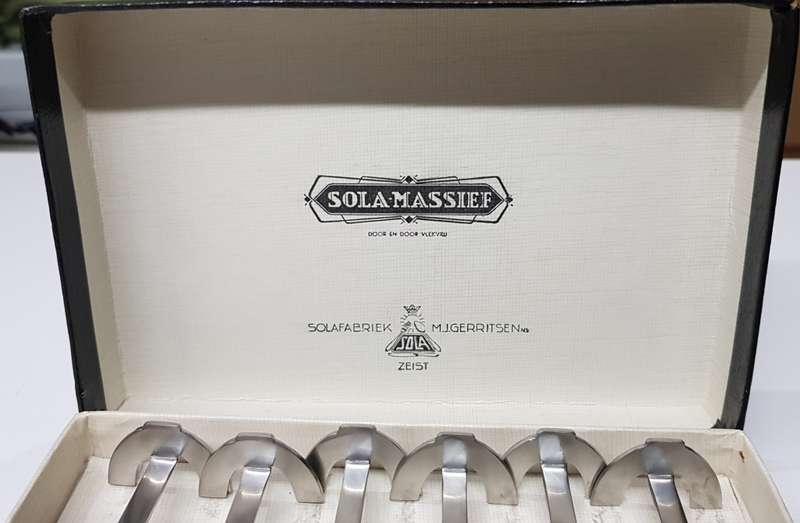 SOLA-MASSIEF
DOOR EN DOOR VLEKVRIJ
SOLAFABRIEK M.J.GERRITSEN N.V.
SOLA
ZEIST